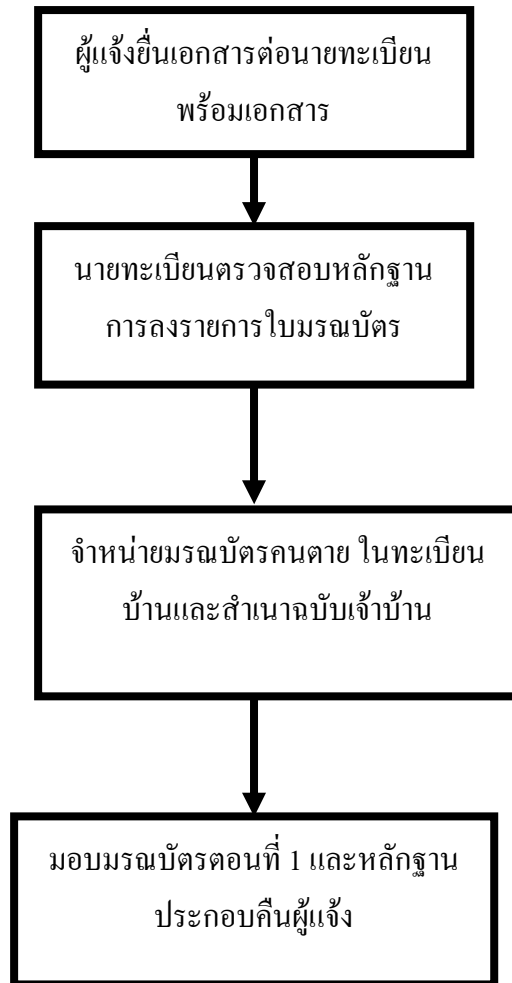 ผู้แจ้งยื่นเอกสารต่อนายทะเบียน
พร้อมเอกสาร
นายทะเบียนตรวจสอบหลักฐาน
การลงรายการใบมรณบัตร
จำหน่ายมรณบัตรคนตาย ในทะเบียน
บ้านและสำเนาฉบับเจ้าบ้าน
มอบมรณบัตรตอนที่ 1 และหลักฐาน
ประกอบคืนผู้แจ้ง